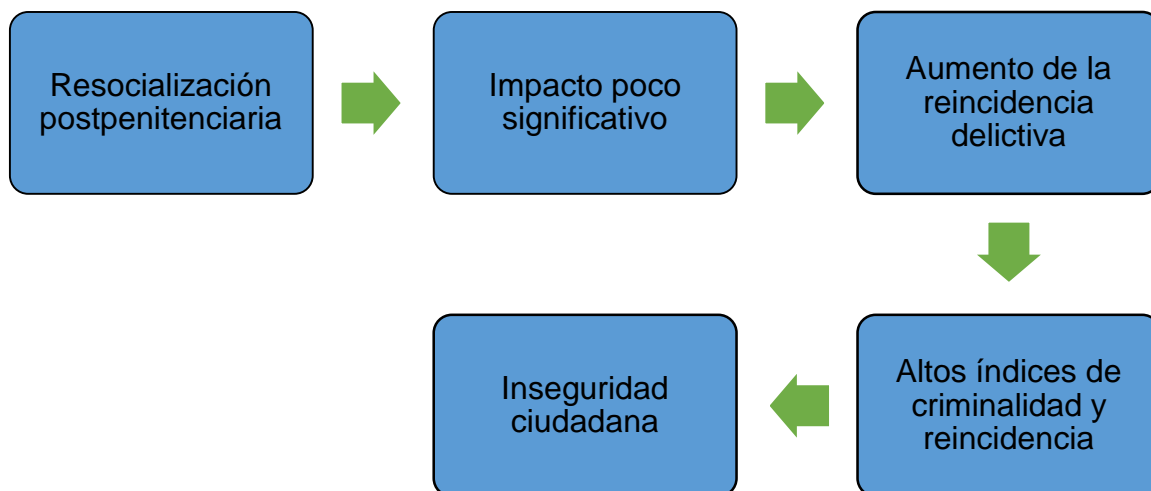 Resocialización
postpenitenciaria
Impacto poco
significativo
Aumento de la
reincidencia
delictiva
Altos índices de
criminalidad y
reincidencia
Inseguridad
ciudadana